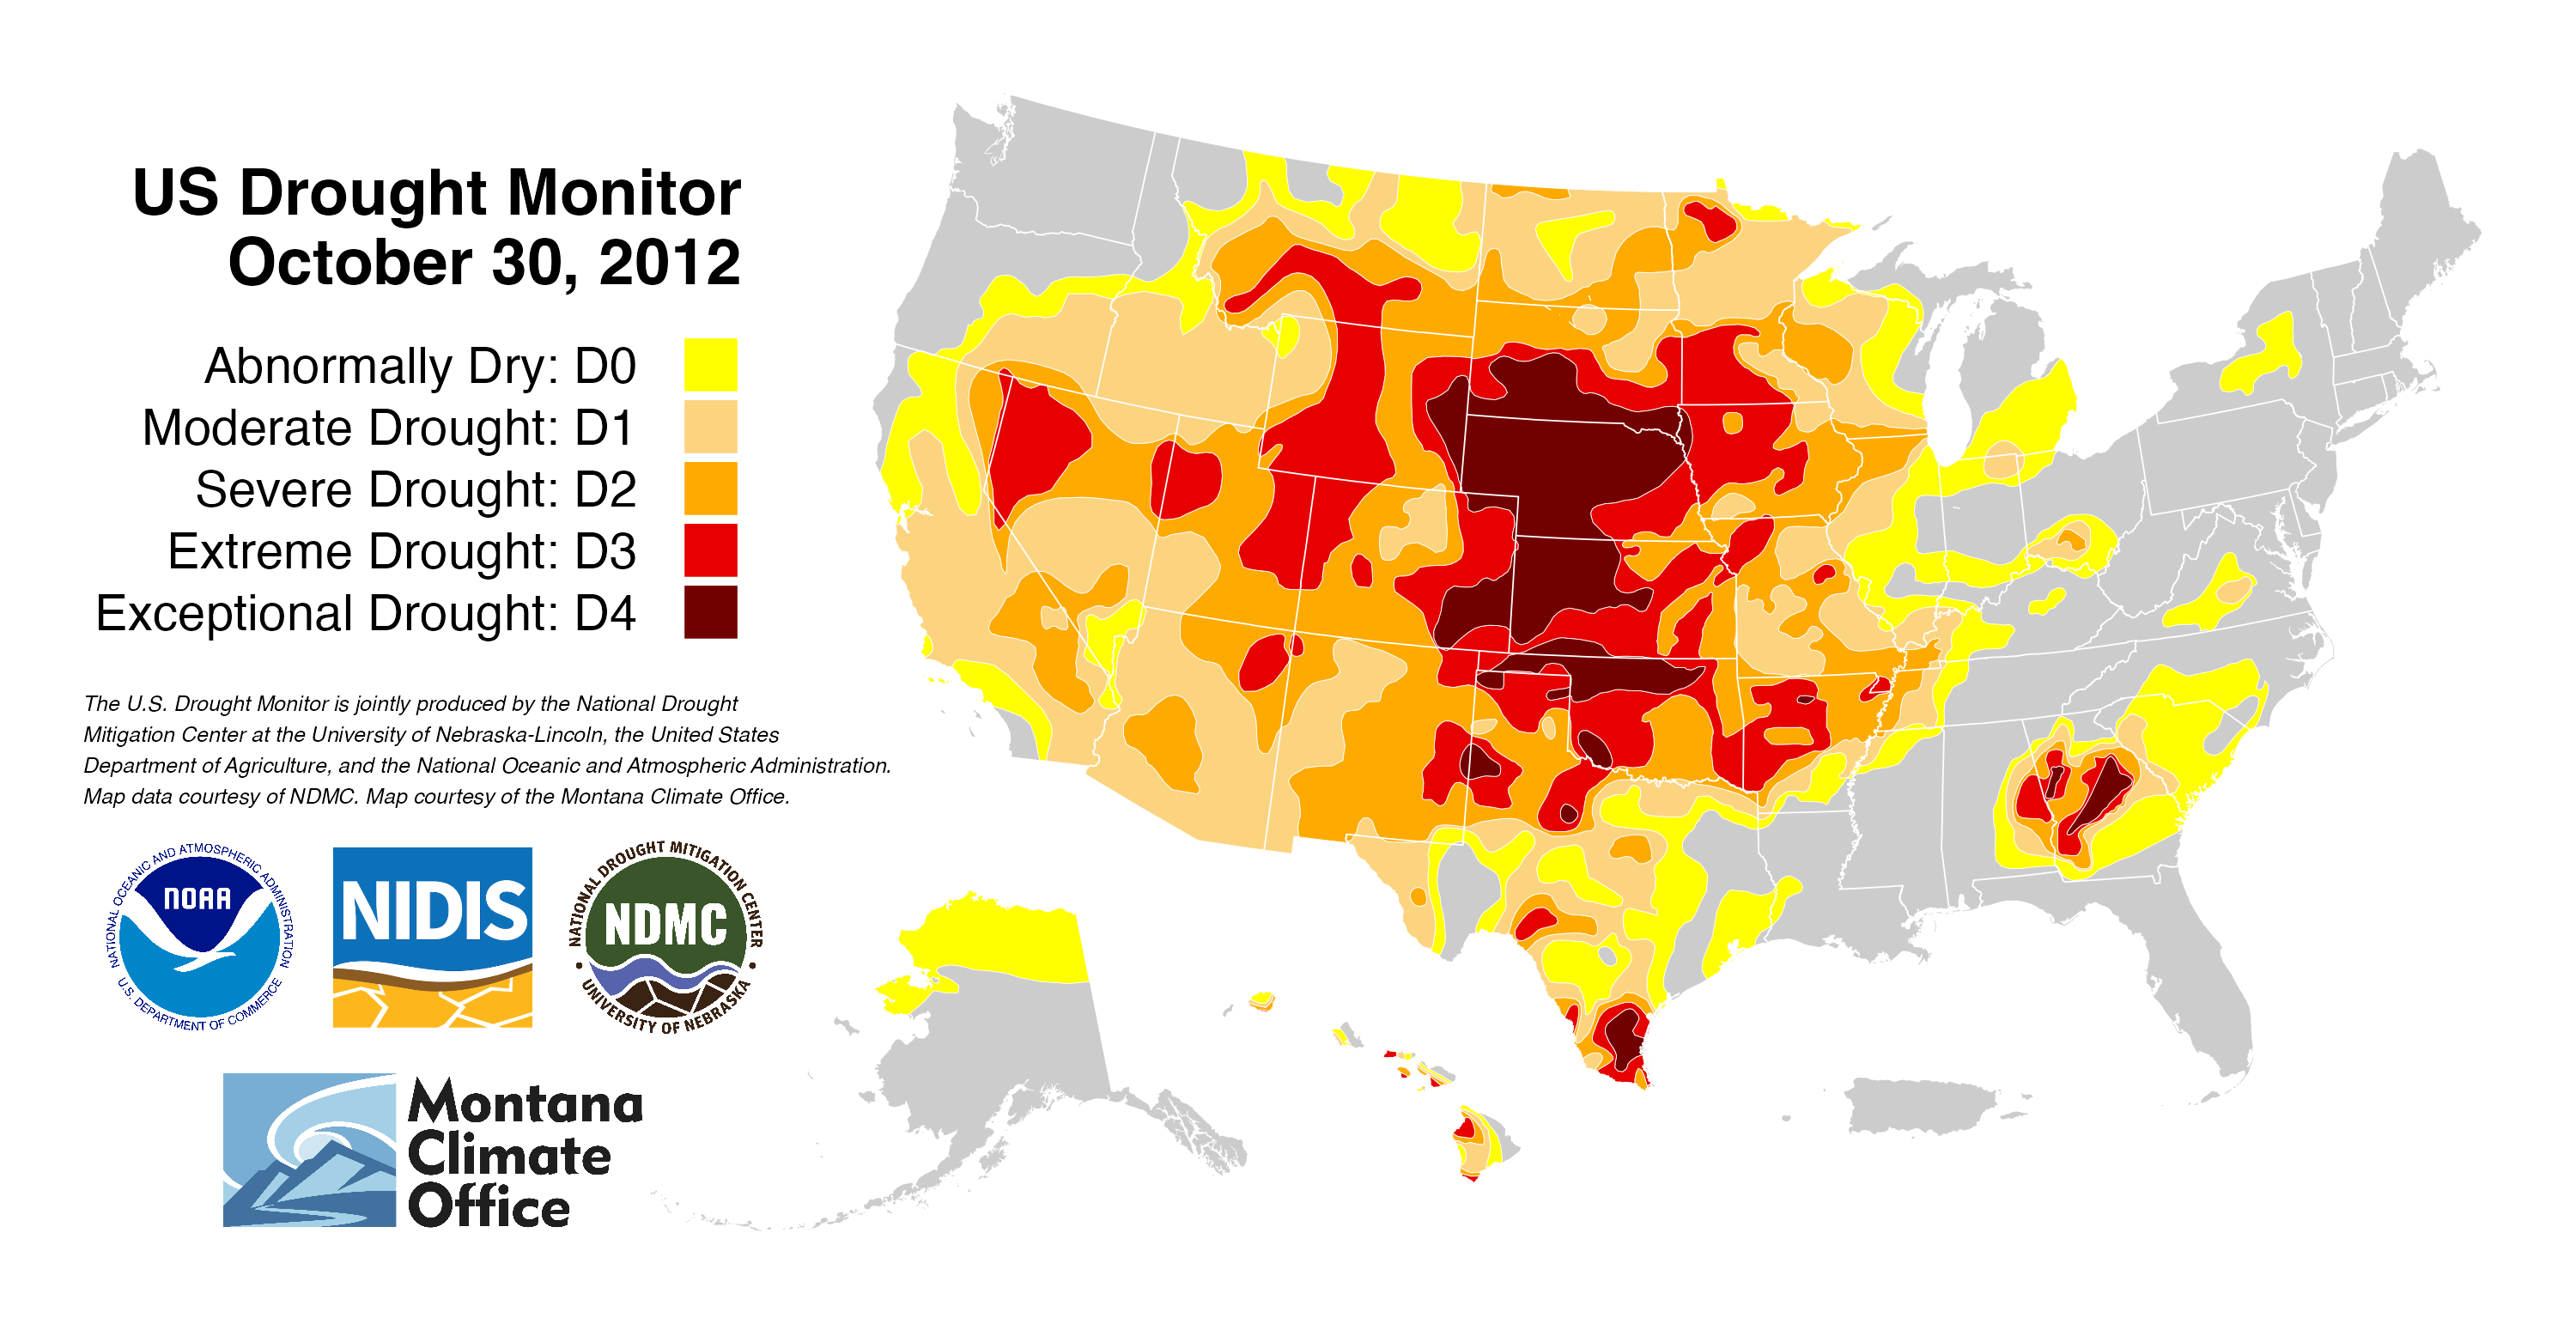 US Drought Monitor
October 30, 2012
Abnormally Dry: D0
Moderate Drought: D1
Severe Drought: D2
Extreme Drought: D3
Exceptional Drought: D4
The U.S. Drought Monitor is jointly produced by the National Drought
Mitigation Center at the University of Nebraska-Lincoln, the United States
Department of Agriculture, and the National Oceanic and Atmospheric Administration.
Map data courtesy of NDMC. Map courtesy of the Montana Climate Office.
NATIONAL OCEANIC AND ATMOSPHERIC ADMINISTRATION
NOAA
U.S. DEPARTMENT OF COMMERCE
NIDIS
NATIONAL DROUGHT MITIGATION CENTER
NDMC
UNIVERSITY OF NEBRASKA
Montana
Climate
Office